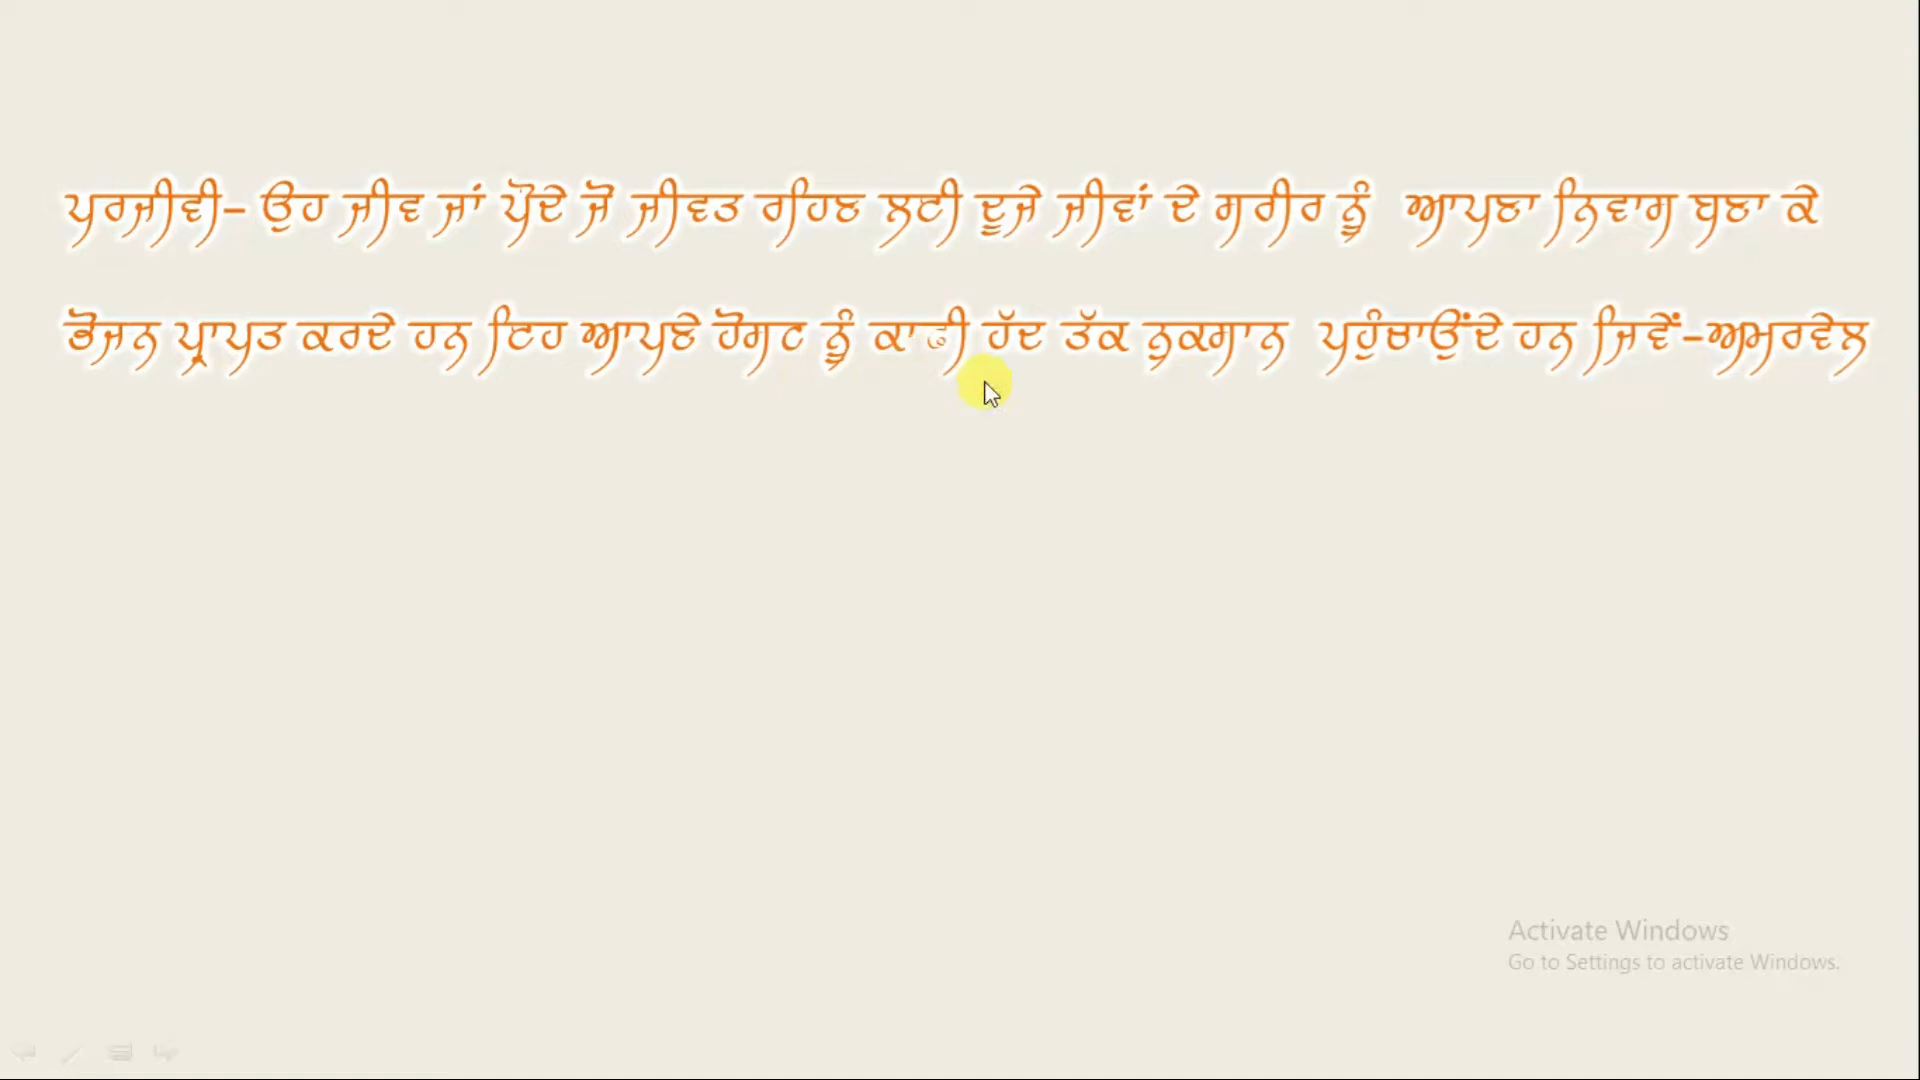 ਪਰਜੀਵੀ- ਉਹ ਜੀਵ ਜਾਂ ਪੌਦੇ ਜੋ ਜੀਵਤ ਰਹਿਣ ਲਈ ਦੂਜੇ ਜੀਵਾਂ ਦੇ ਸਰੀਰ ਨੂੰ ਆਪਣਾ ਨਿਵਾਸ ਬਣਾ ਕੇ
ਭੋਜਨ ਪ੍ਰਾਪਤ ਕਰਦੇ ਹਨ ਇਹ ਆਪਣੇ ਹੋਸਟ ਨੂੰ ਹੱਦ ਤੱਕ ਨੁਕਸਾਨ ਪਹੁੰਚਾਉਂਦੇ ਹਨ ਜਿਵੇਂ-ਅਮਰਵੇਲ
Activate Windows
Go to Settings to activate Windows.